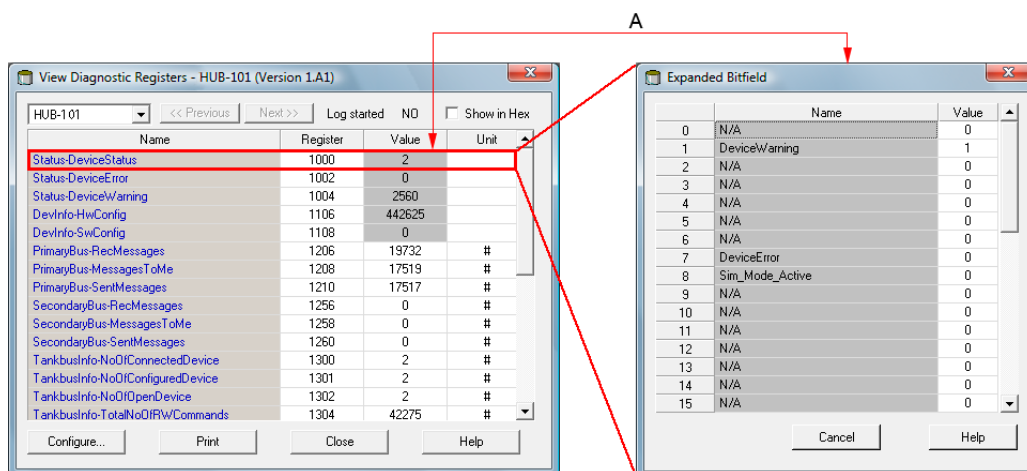 A
View Diagnostic Registers - HUB-101 (Version 1.A1)
HUB-101 << Previous Next >> Log started NO Show in Hex
Name Register Value Unit
Status-DeviceStatus 1000 2
Status-DeviceError 1002 0
Status-DeviceWarning 1004 2560
DevInfo-HwConfig 1106 442625
DevInfo-SwConfig 1108 0
PrimaryBus-RecMessages 1206 19732 #
PrimaryBus-MessagesToMe 1208 17519 #
PrimaryBus-SentMessages 1210 17517 #
SecondaryBus-RecMessages 1256 0 #
SecondaryBus-MessagesToMe 1258 0 #
SecondaryBus-SentMessages 1260 0 #
TankbusInfo-NoOfConnectedDevice 1300 2 #
TankbusInfo-NoOfConfiguredDevice 1301 2 #
TankbusInfo-NoOfOpenDevice 1302 2 #
TankbusInfo-TotalNoOfRWCommands 1304 42275 #
Configure... Print Close Help
Expanded Bitfield
Name Value
0 N/A 0
1 DeviceWarning 1
2 N/A 0
3 N/A 0
4 N/A 0
5 N/A 0
6 N/A 0
7 DeviceError 0
8 Sim_Mode_Active 0
9 N/A 0
10 N/A 0
11 N/A 0
12 N/A 0
13 N/A 0
14 N/A 0
15 N/A 0
Cancel Help